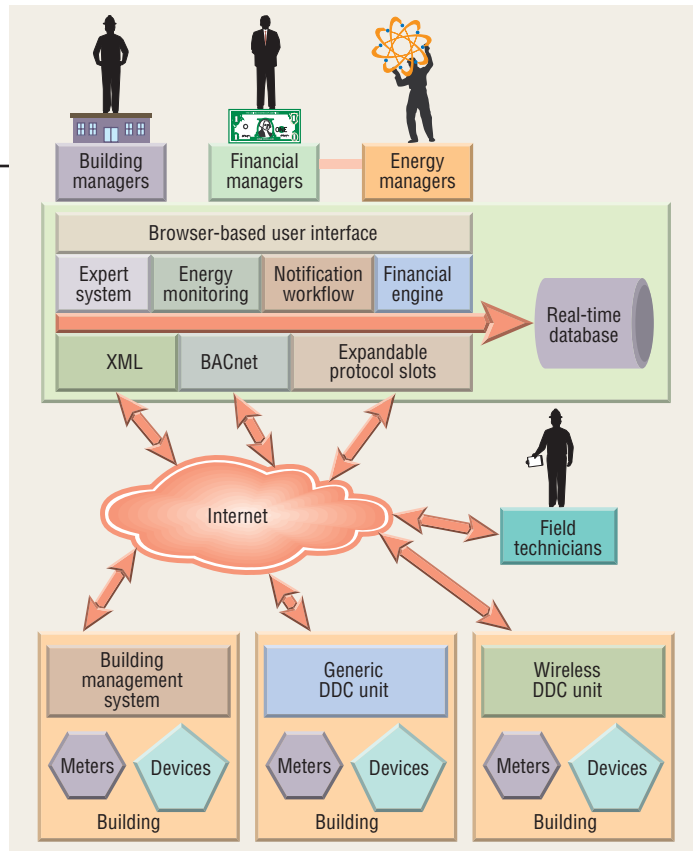 Building
managers
Financial
managers
Energy
managers
Browser-based user interface
Expert
system
Energy
monitoring
Notification
workflow
Financial
engine
Real-time
database
XML
BACnet
Expandable
protocol slots
Internet
Field
technicians
Building
management
system
Meters
Devices
Building
Generic
DDC unit
Meters
Devices
Building
Wireless
DDC unit
Meters
Devices
Building